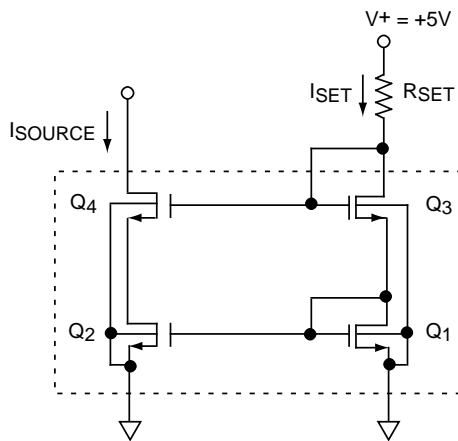 V+ = +5V
ISET
RSET
ISOURCE
Q4
Q3
Q2
Q1